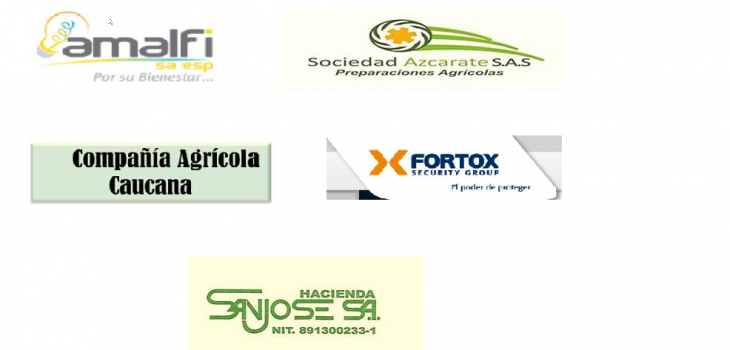 amalfi
sa esp
Por su Bienestar...
Sociedad Azcarate S.A.S
Preparaciones Agrícolas
Compañía Agrícola
Caucana
FORTOX
SECURITY GROUP
El poder de proteger
HACIENDA
SANJOSE S.A.
NIT. 891300233-1